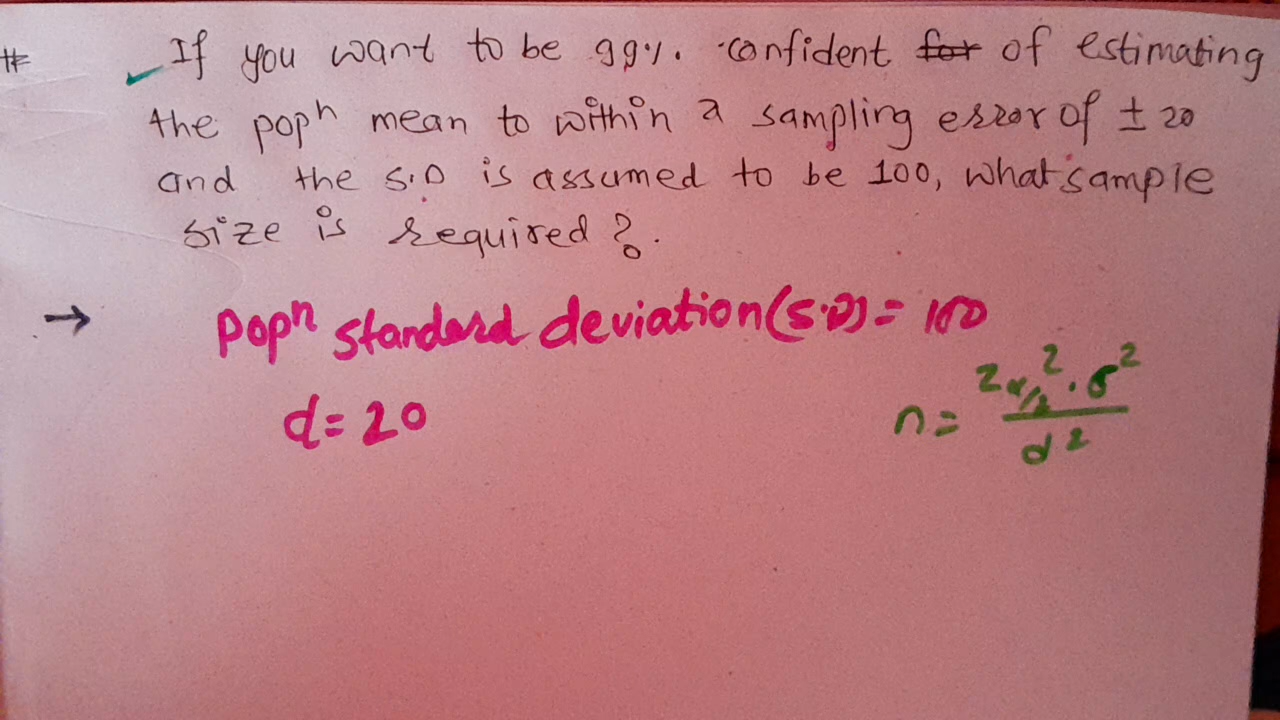 # If you want to be 99%. confident for of estimating
the popn mean to within a sampling error of ± 20
and the S.D is assumed to be 100, what sample
size is required ?.
→ popn standard deviation (S.D) = 100
d = 20
n = Zα/2² . σ² / d²